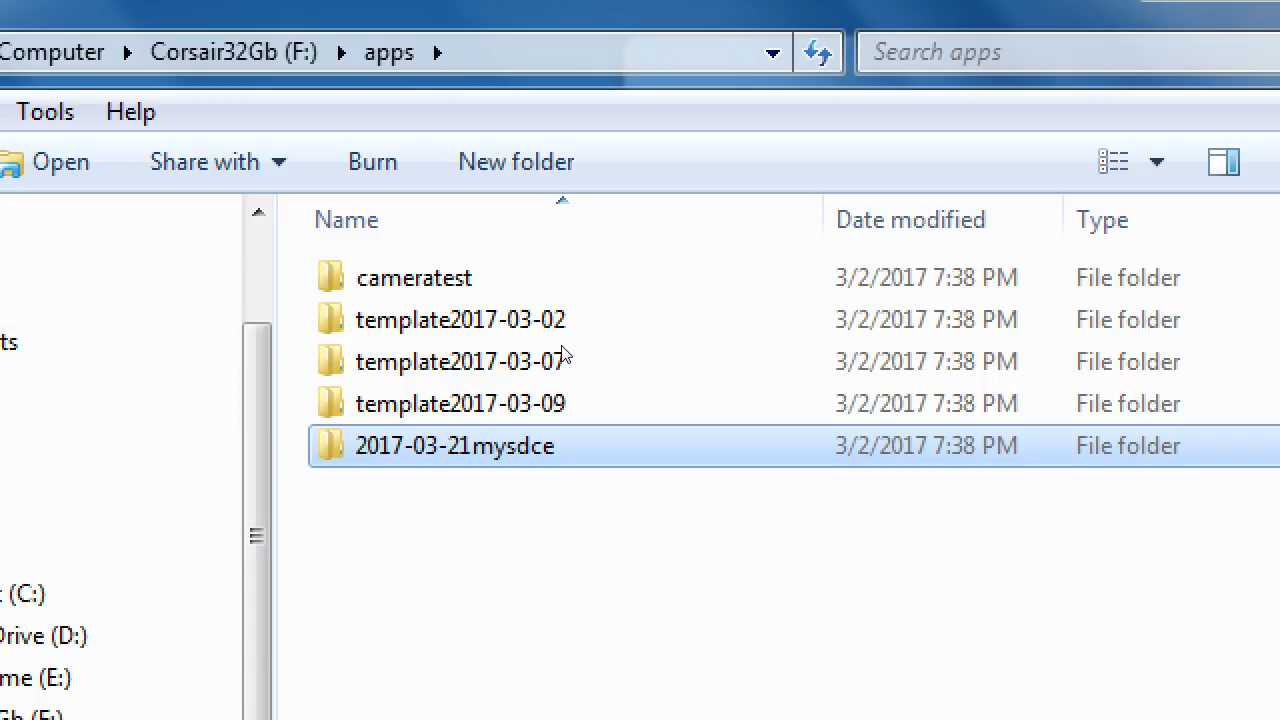 Computer Corsair32Gb (F:) apps Search apps
Tools Help
Open Share with Burn New folder
Name Date modified Type
cameratest 3/2/2017 7:38 PM File folder
template2017-03-02 3/2/2017 7:38 PM File folder
ts
template2017-03-07 3/2/2017 7:38 PM File folder
template2017-03-09 3/2/2017 7:38 PM File folder
2017-03-21mysdce 3/2/2017 7:38 PM File folder
(C:)
Drive (D:)
me (E:)
Gb (F:)